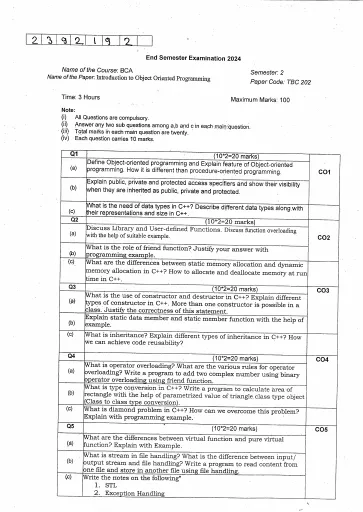 2 3 9 2 1 9 2
End Semester Examination 2024
Name of the Course: BCA
Semester: 2
Name of the Paper: Introduction to Object Oriented Programming
Paper Code: TBC 202
Time: 3 Hours
Maximum Marks: 100
Note:
(i) All Questions are compulsory.
(ii) Answer any two sub questions among a,b and c in each main question.
(iii) Total marks in each main question are twenty.
(iv) Each question carries 10 marks.
Q1 (10*2=20 marks)
(a) Define Object-oriented programming and Explain feature of Object-oriented
programming. How it is different than procedure-oriented programming. CO1
(b) Explain public, private and protected access specifiers and show their visibility
when they are inherited as public, private and protected.
What is the need of data types in C++? Describe different data types along with
(c) their representations and size in C++.
Q2 (10*2=20 marks)
(a) Discuss Library and User-defined Functions. Discuss function overloading
with the help of suitable example. CO2
What is the role of friend function? Justify your answer with
(b) programming example.
(c) What are the differences between static memory allocation and dynamic
memory allocation in C++? How to allocate and deallocate memory at run
time in C++.
Q3 (10*2=20 marks) CO3
What is the use of constructor and destructor in C++? Explain different
(a) types of constructors in C++. More than one constructor is possible in a
class. Justify the correctness of this statement.
Explain static data member and static member function with the help of
(b) example.
(c) What is inheritance? Explain different types of inheritance in C++? How
we can achieve code reusability?
Q4 (10*2=20 marks) CO4
What is operator overloading? What are the various rules for operator
(a) overloading? Write a program to add two complex number using binary
operator overloading using friend function.
What is type conversion in C++? Write a program to calculate area of
(b) rectangle with the help of parametrized value of triangle class type object
(Class to class type conversion).
(c) What is diamond problem in C++? How can we overcome this problem?
Explain with programming example.
Q5 (10*2=20 marks) CO5
What are the differences between virtual function and pure virtual
(a) function? Explain with Example.
What is stream in file handling? What is the difference between input/
(b) output stream and file handling? Write a program to read content from
one file and store in another file using file handling.
(c) Write the notes on the following"
1. STL
2. Exception Handling